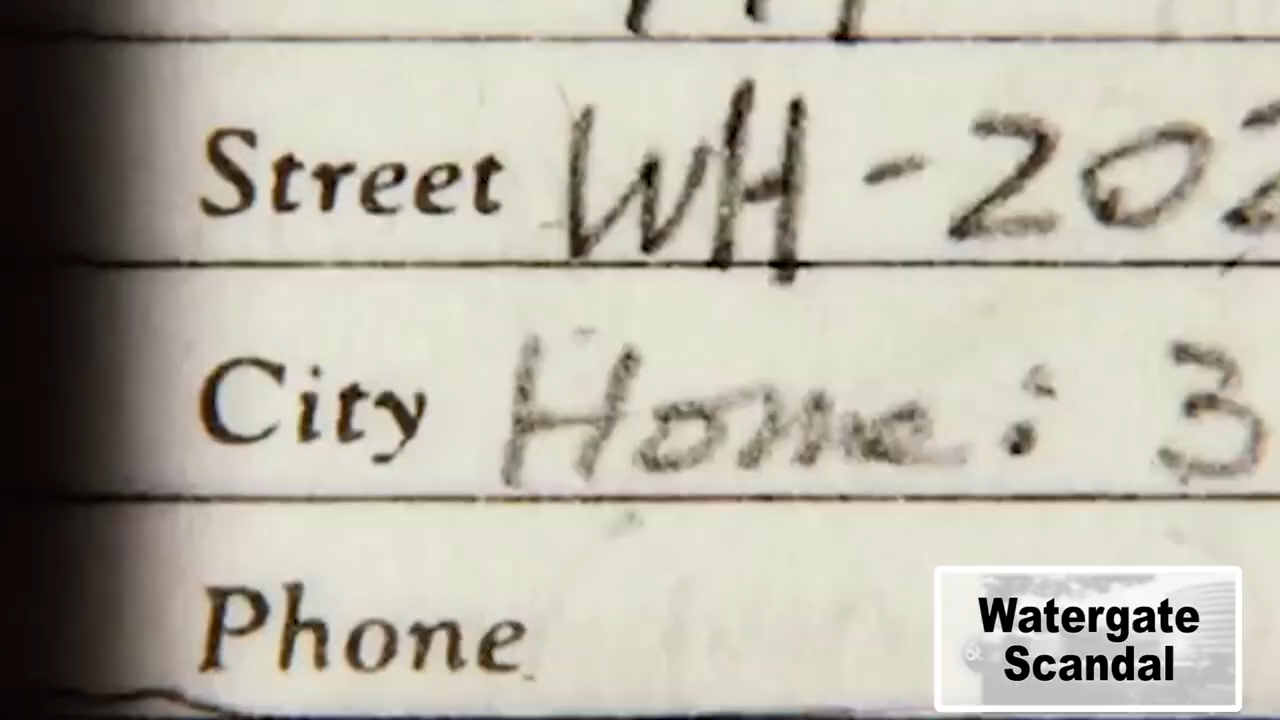 Street WH - 202
City Home: 3
Phone
Watergate
Scandal